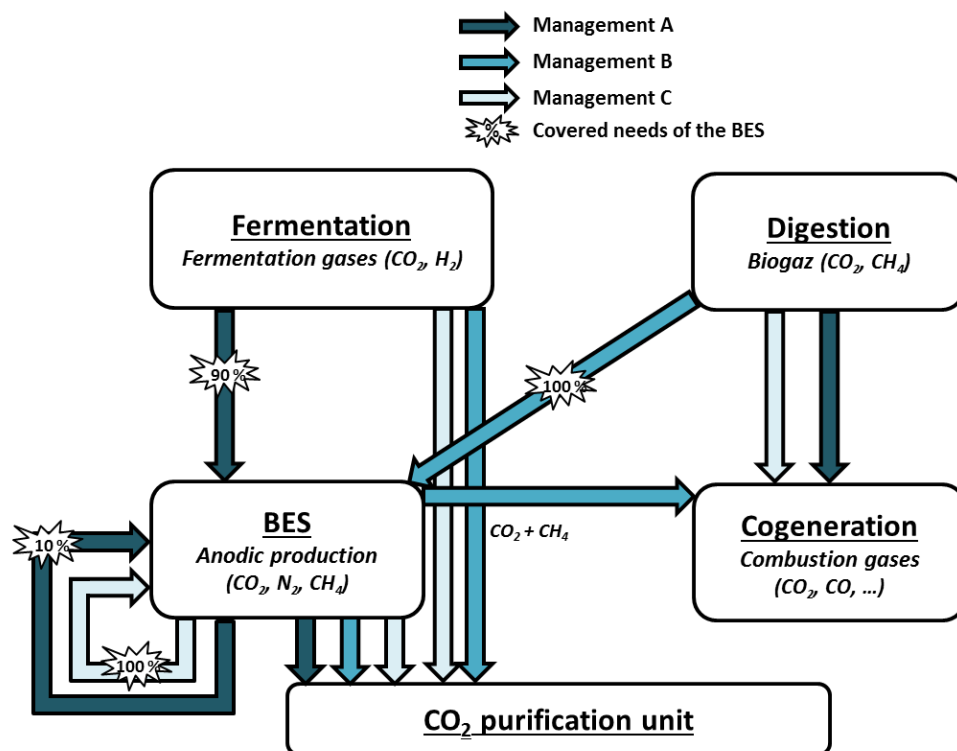 Management A
Management B
Management C
% Covered needs of the BES
Fermentation
Fermentation gases (CO₂, H₂)
Digestion
Biogaz (CO₂, CH₄)
90 %
100 %
BES
Anodic production
(CO₂, N₂, CH₄)
CO₂ + CH₄
Cogeneration
Combustion gases
(CO₂, CO, ...)
10 %
100 %
CO₂ purification unit